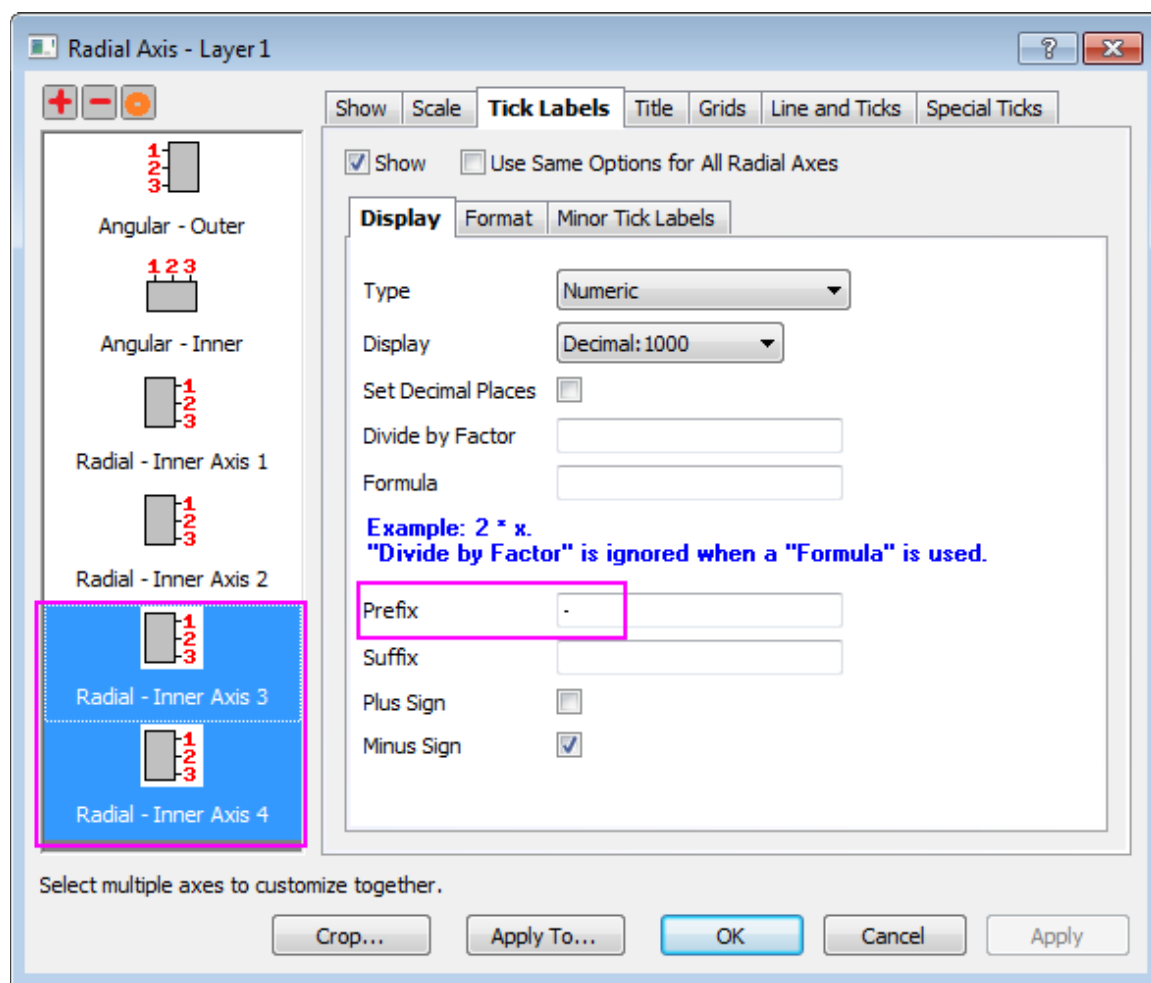 Radial Axis - Layer 1
Show Scale Tick Labels Title Grids Line and Ticks Special Ticks
1
2
3
Angular - Outer
1 2 3
Angular - Inner
1
2
3
Radial - Inner Axis 1
1
2
3
Radial - Inner Axis 2
1
2
3
Radial - Inner Axis 3
1
2
3
Radial - Inner Axis 4
Show Use Same Options for All Radial Axes
Display Format Minor Tick Labels
Type Numeric
Display Decimal:1000
Set Decimal Places
Divide by Factor
Formula
Example: 2 * x.
"Divide by Factor" is ignored when a "Formula" is used.
Prefix -
Suffix
Plus Sign
Minus Sign
Select multiple axes to customize together.
Crop... Apply To... OK Cancel Apply